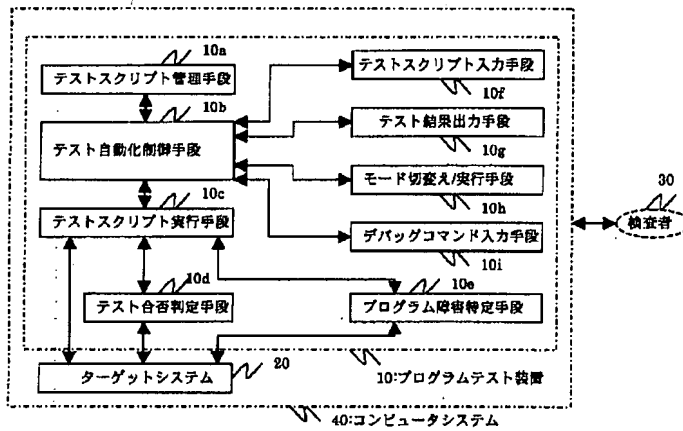 10a
テストスクリプト管理手段
テストスクリプト入力手段
10f
10b
テスト自動化制御手段
テスト結果出力手段
10g
モード切変え/実行手段
10h
10c
テストスクリプト実行手段
デバッグコマンド入力手段
10i
30
検査者
10d
テスト合否判定手段
10e
プログラム障害特定手段
ターゲットシステム
20
10:プログラムテスト装置
40:コンピュータシステム